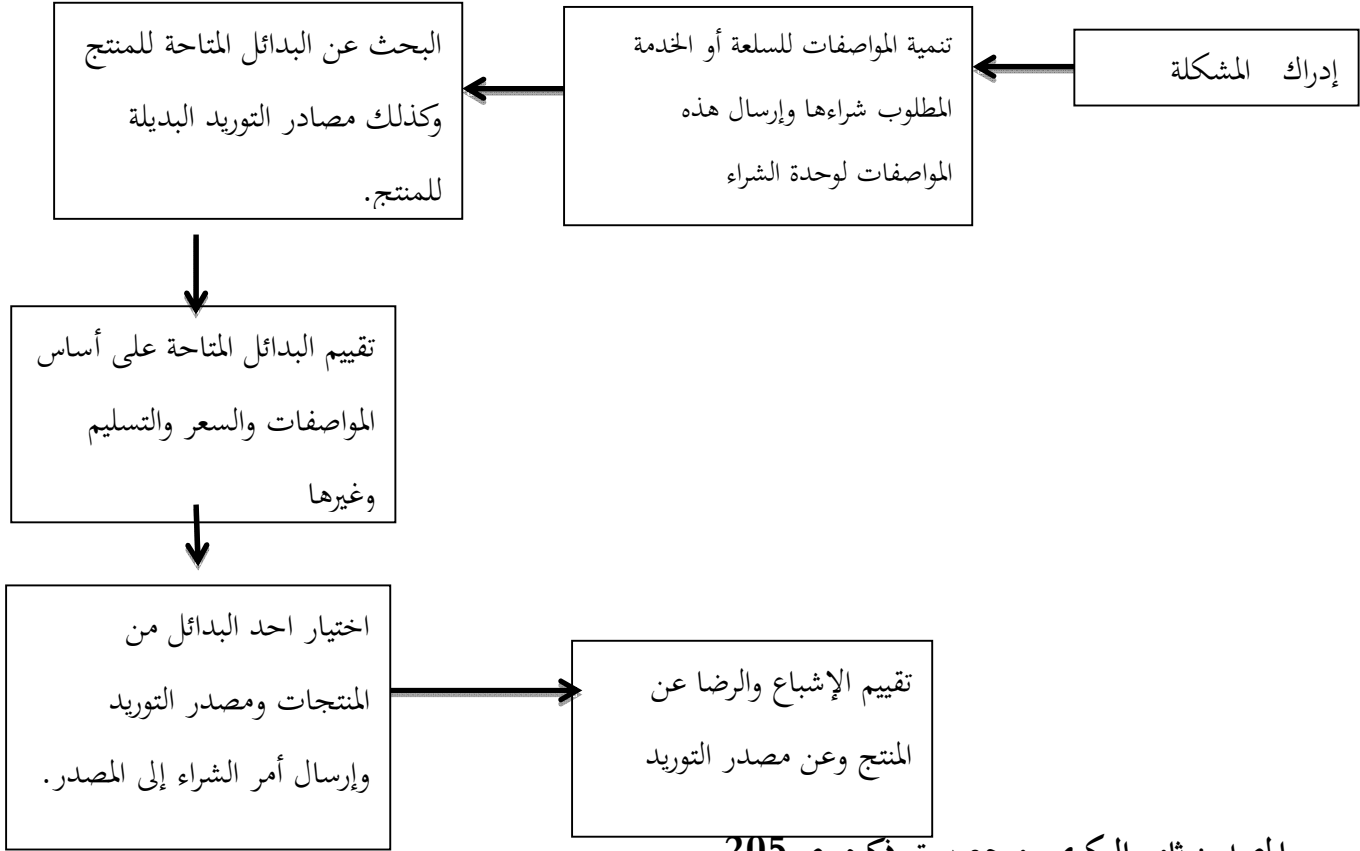 إدراك المشكلة
تنمية المواصفات للسلعة أو الخدمة
المطلوب شراءها وإرسال هذه
المواصفات لوحدة الشراء
البحث عن البدائل المتاحة للمنتج
وكذلك مصادر التوريد البديلة
للمنتج.
تقييم البدائل المتاحة على أساس
المواصفات والسعر والتسليم
وغيرها
اختيار احد البدائل من
المنتجات ومصدر التوريد
وإرسال أمر الشراء إلى المصدر.
تقييم الإشباع والرضا عن
المنتج وعن مصدر التوريد
205